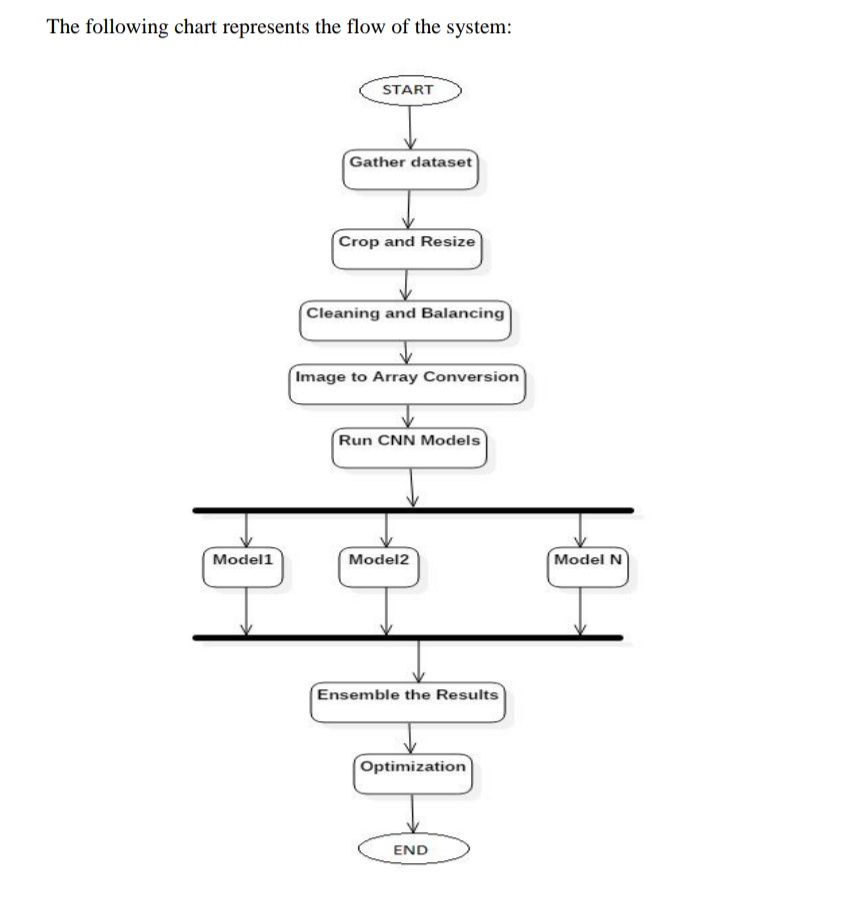 The following chart represents the flow of the system:
START
Gather dataset
Crop and Resize
Cleaning and Balancing
Image to Array Conversion
Run CNN Models
Model1
Model2
Model N
Ensemble the Results
Optimization
END